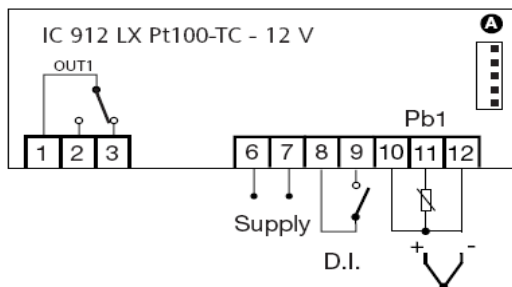 IC 912 LX Pt100-TC - 12 V
A
OUT1
Pb1
1 2 3 6 7 8 9 10 11 12
Supply
D.I.
+ -